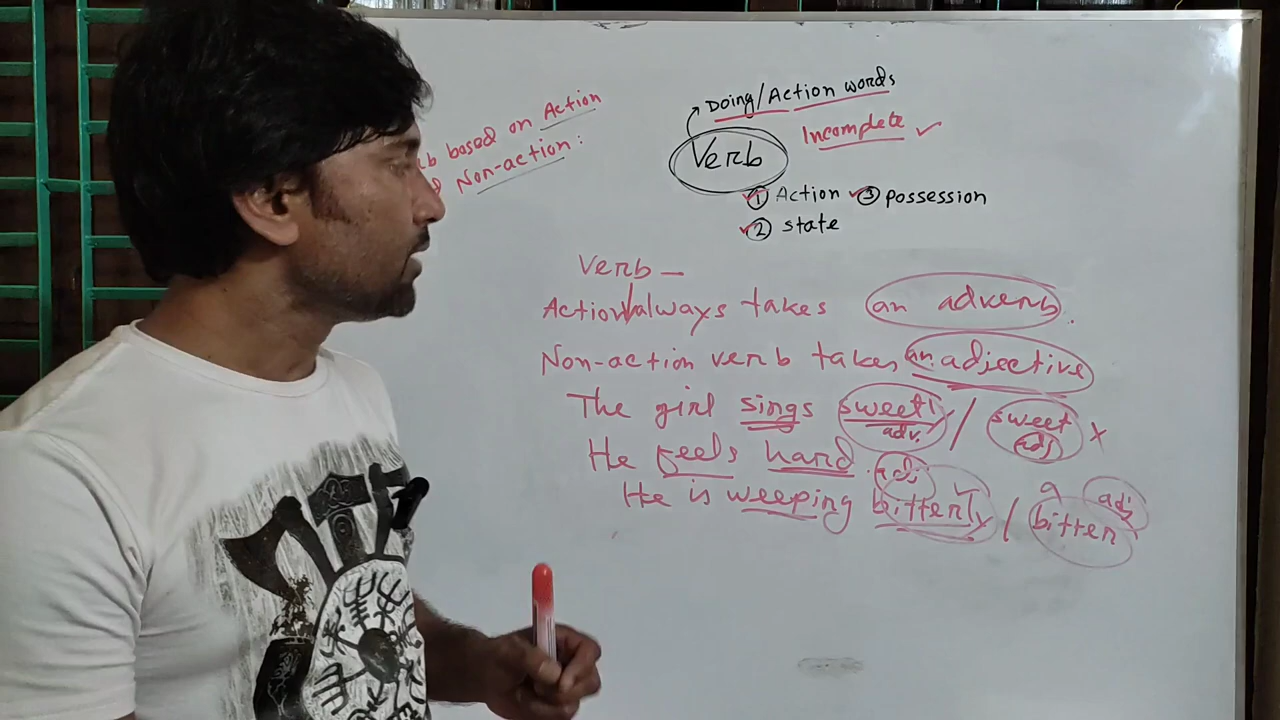 Doing/Action words
Verb based on Action
Incomplete ✓
Verb
Non-action:
① Action ③ possession
② state
Verb —
Action always takes an adverb.
Non-action verb takes an adjective
The girl sings sweetly / sweet x
adv. adj
He feels hard. adj
He is weeping bitterly / bitter
a adj